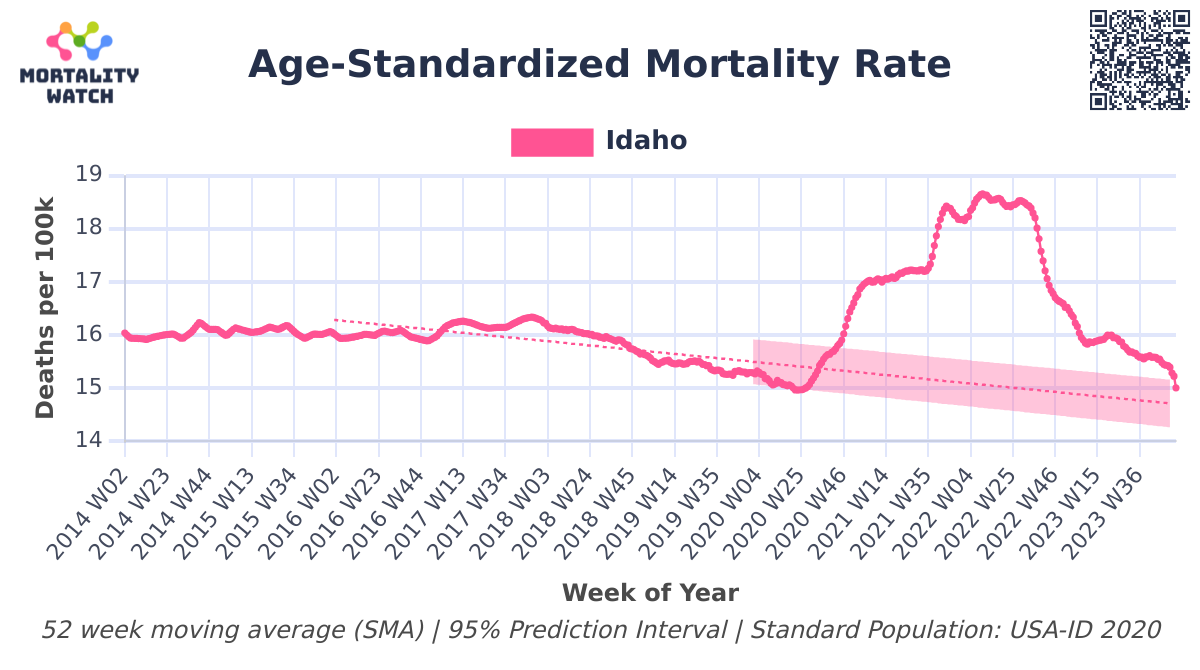 MORTALITY
WATCH
Age-Standardized Mortality Rate
Idaho
Deaths per 100k
19
18
17
16
15
14
2014 W02
2014 W23
2014 W44
2015 W13
2015 W34
2016 W02
2016 W23
2016 W44
2017 W13
2017 W34
2018 W03
2018 W24
2018 W45
2019 W14
2019 W35
2020 W04
2020 W25
2020 W46
2021 W14
2021 W35
2022 W04
2022 W25
2022 W46
2023 W15
2023 W36
Week of Year
52 week moving average (SMA) | 95% Prediction Interval | Standard Population: USA-ID 2020